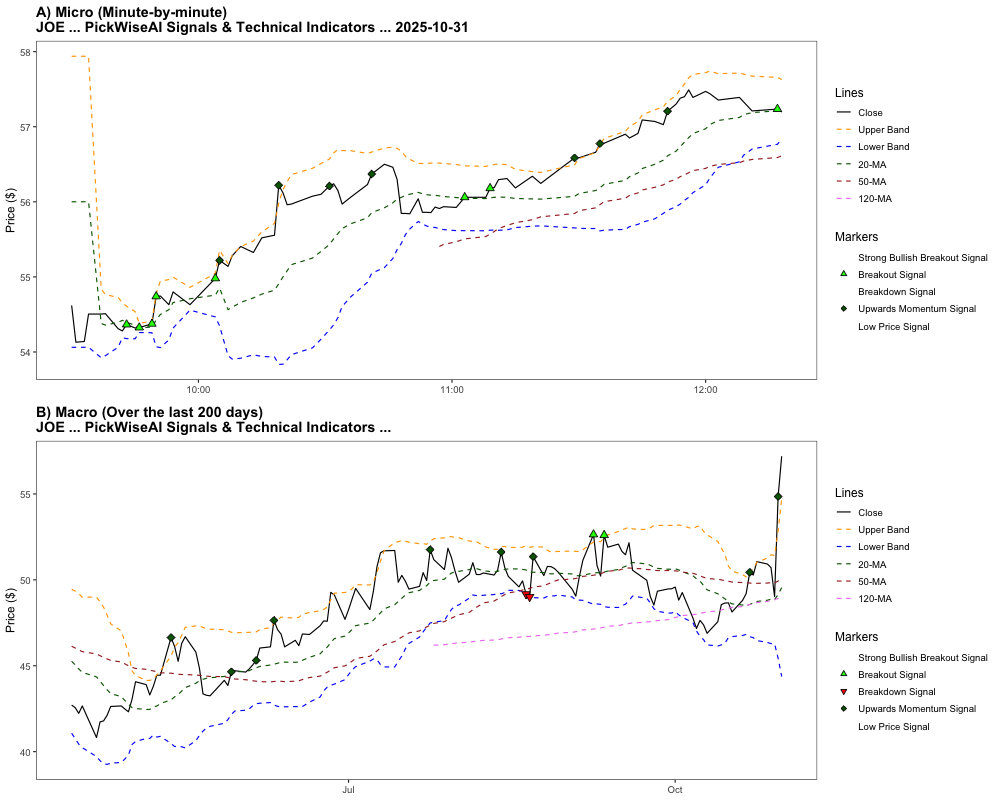 A) Micro (Minute-by-minute)
JOE ... PickWiseAI Signals & Technical Indicators ... 2025-10-31
58
57
56
55
54
Price ($)
10:00
11:00
12:00
Lines
Close
Upper Band
Lower Band
20-MA
50-MA
120-MA
Markers
Strong Bullish Breakout Signal
Breakout Signal
Breakdown Signal
Upwards Momentum Signal
Low Price Signal
B) Macro (Over the last 200 days)
JOE ... PickWiseAI Signals & Technical Indicators ...
55
50
45
40
Price ($)
Jul
Oct
Lines
Close
Upper Band
Lower Band
20-MA
50-MA
120-MA
Markers
Strong Bullish Breakout Signal
Breakout Signal
Breakdown Signal
Upwards Momentum Signal
Low Price Signal